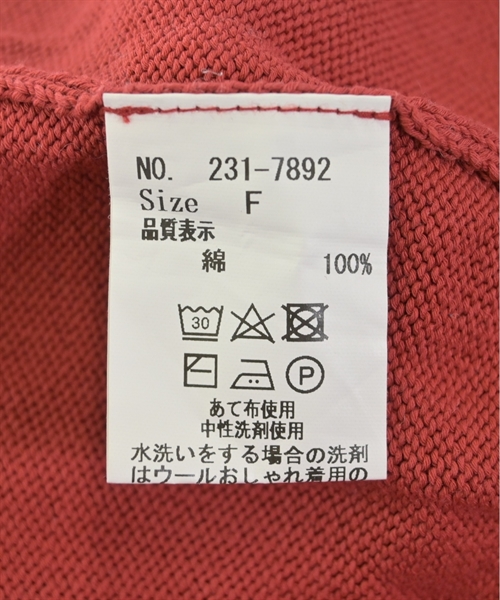 NO. 231-7892
Size F
品質表示
綿 100%
30
P
あて布使用
中性洗剤使用
水洗いをする場合の洗剤
はウールおしゃれ着用の